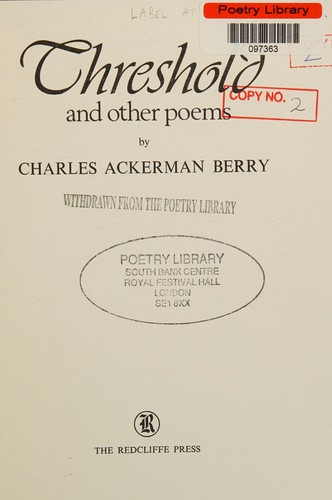 LABEL
Poetry Library
097363
Threshold
COPY NO. 2
and other poems
by
CHARLES ACKERMAN BERRY
WITHDRAWN FROM THE POETRY LIBRARY
POETRY LIBRARY
SOUTH BANK CENTRE
ROYAL FESTIVAL HALL
LONDON
SE1 8XX
R
THE REDCLIFFE PRESS